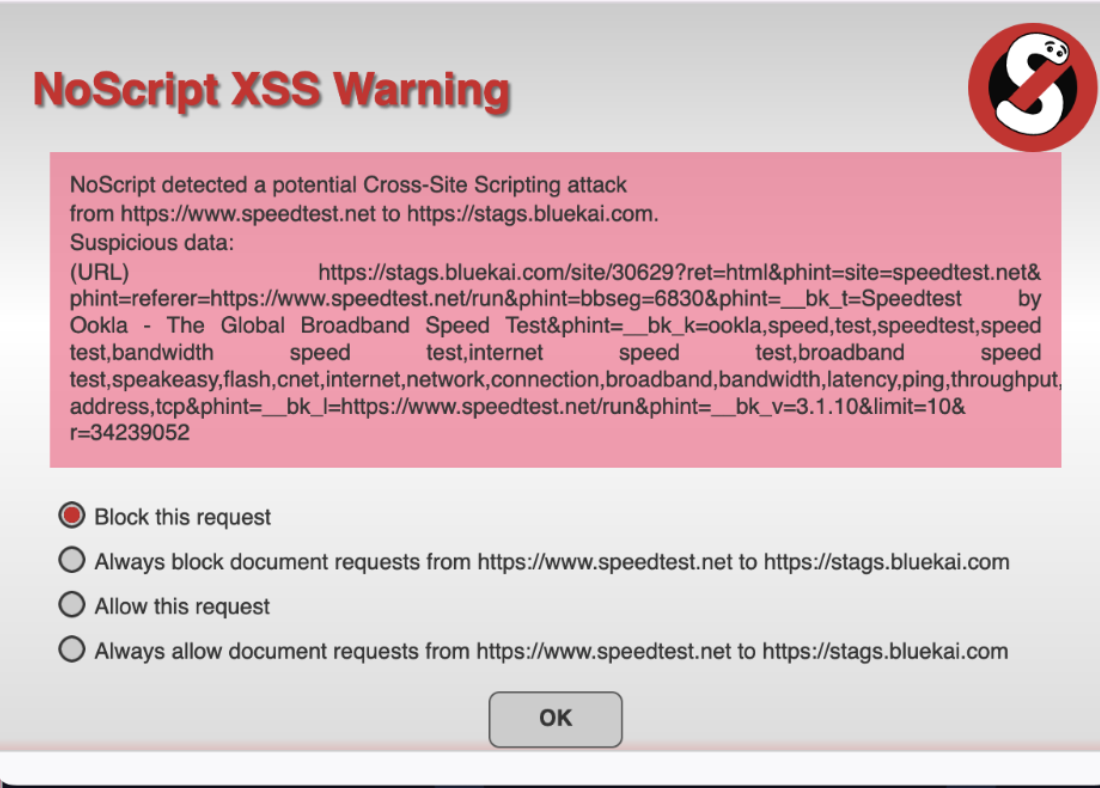 NoScript XSS Warning
NoScript detected a potential Cross-Site Scripting attack
from https://www.speedtest.net to https://stags.bluekai.com.
Suspicious data:
(URL) https://stags.bluekai.com/site/30629?ret=html&phint=site=speedtest.net&
phint=referer=https://www.speedtest.net/run&phint=bbseg=6830&phint=__bk_t=Speedtest by
Ookla - The Global Broadband Speed Test&phint=__bk_k=ookla,speed,test,speedtest,speed
test,bandwidth speed test,internet speed test,broadband speed
test,speakeasy,flash,cnet,internet,network,connection,broadband,bandwidth,latency,ping,throughput,
address,tcp&phint=__bk_l=https://www.speedtest.net/run&phint=__bk_v=3.1.10&limit=10&
r=34239052
Block this request
Always block document requests from https://www.speedtest.net to https://stags.bluekai.com
Allow this request
Always allow document requests from https://www.speedtest.net to https://stags.bluekai.com
OK